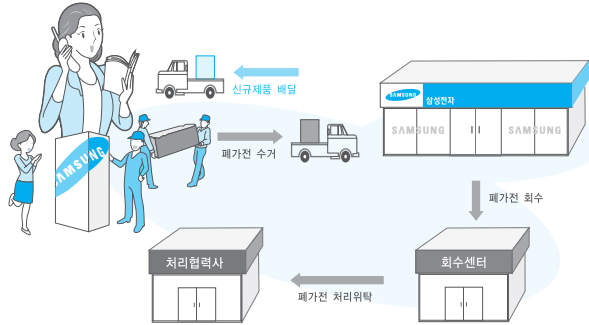 신규제품 배달
SAMSUNG
삼성전자
SAMSUNG
SAMSUNG
SAMSUNG
폐가전 수거
폐가전 회수
처리협력사
회수센터
폐가전 처리위탁